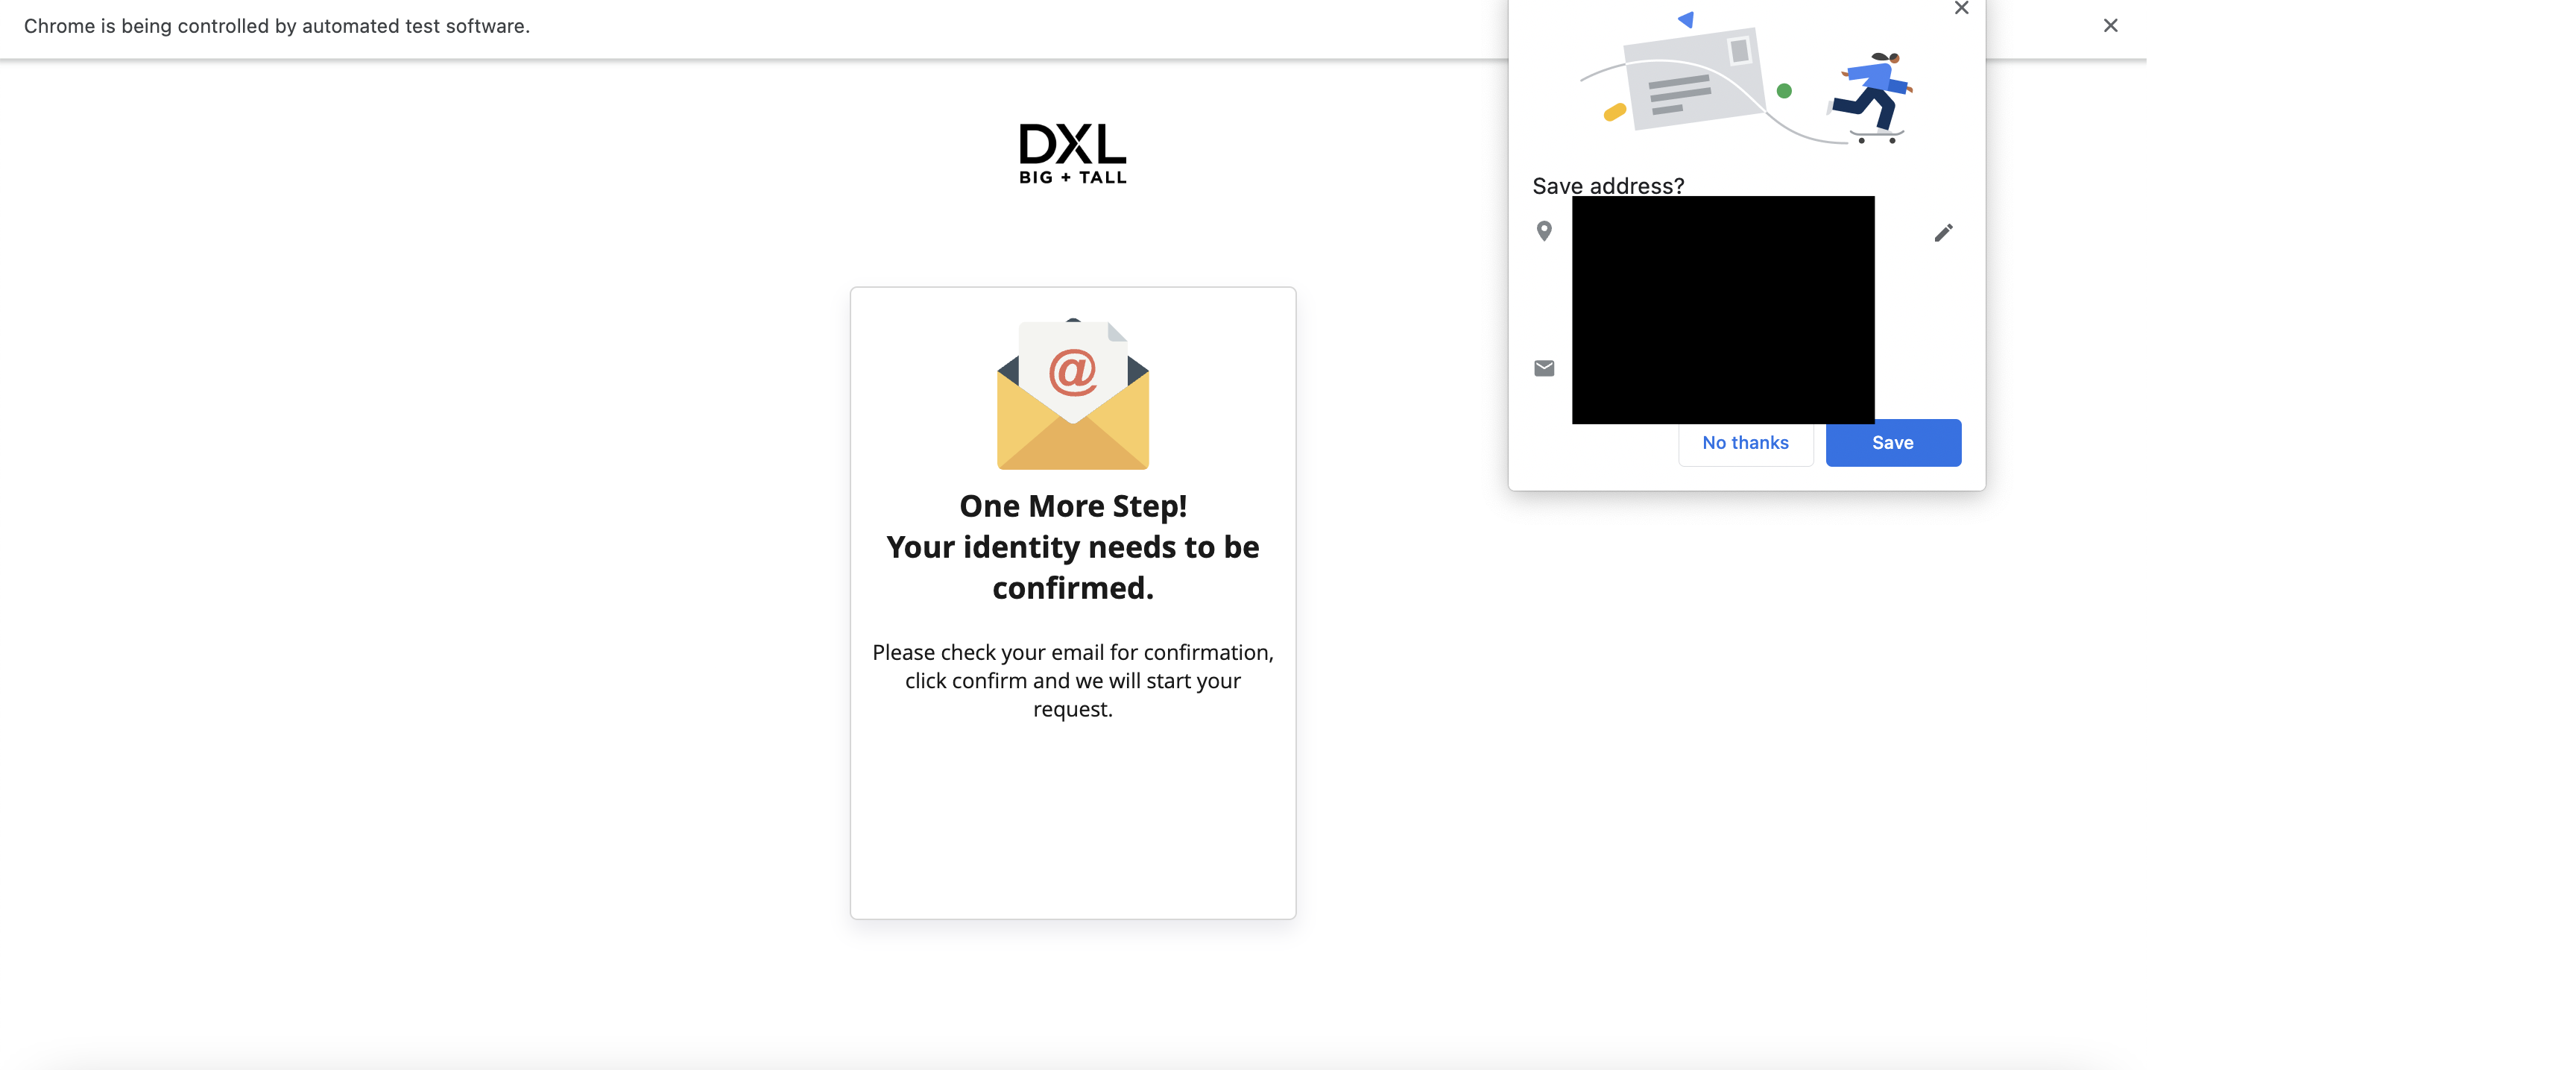 Chrome is being controlled by automated test software.
DXL
BIG + TALL
@
One More Step!
Your identity needs to be
confirmed.
Please check your email for confirmation,
click confirm and we will start your
request.
Save address?
No thanks
Save